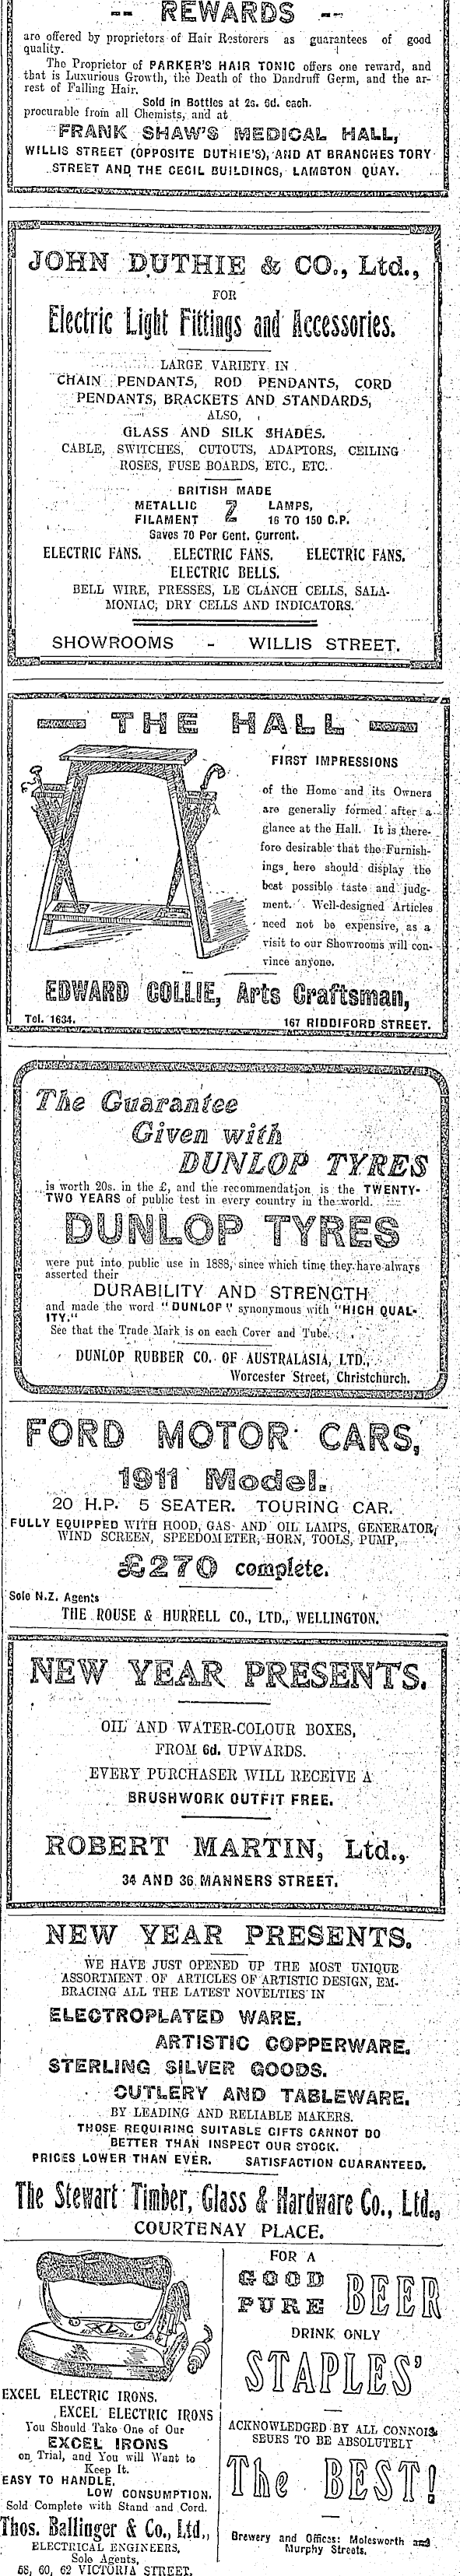 REWARDS
are offered by proprietors of Hair Restorers as guarantees of good
quality.
The Proprietor of PARKER'S HAIR TONIC offers one reward, and
that is Luxurious Growth, the Death of the Dandruff Germ, and the ar-
rest of Falling Hair.
Sold in Bottles at 2s. 6d. each.
procurable from all Chemists, and at
FRANK SHAW'S MEDICAL HALL,
WILLIS STREET (OPPOSITE DUTHIE'S), AND AT BRANCHES TORY
STREET AND THE CECIL BUILDINGS, LAMBTON QUAY.
JOHN DUTHIE & CO., Ltd.,
FOR
Electric Light Fittings and Accessories.
LARGE VARIETY IN
CHAIN PENDANTS, ROD PENDANTS, CORD
PENDANTS, BRACKETS AND STANDARDS,
ALSO,
GLASS AND SILK SHADES.
CABLE, SWITCHES, CUTOUTS, ADAPTORS, CEILING
ROSES, FUSE BOARDS, ETC., ETC.
BRITISH MADE
METALLIC Z LAMPS,
FILAMENT 16 TO 150 C.P.
Saves 70 Per Cent. Current.
ELECTRIC FANS. ELECTRIC FANS. ELECTRIC FANS.
ELECTRIC BELLS.
BELL WIRE, PRESSES, LE CLANCH CELLS, SALA-
MONIAC, DRY CELLS AND INDICATORS.
SHOWROOMS - WILLIS STREET.
THE HALL
FIRST IMPRESSIONS
of the Home and its Owners
are generally formed after a
glance at the Hall. It is there-
fore desirable that the Furnish-
ings here should display the
best possible taste and judg-
ment. Well-designed Articles
need not be expensive, as a
visit to our Showrooms will con-
vince anyone.
EDWARD COLLIE, Arts Craftsman,
Tel. 1634. 167 RIDDIFORD STREET.
The Guarantee
Given with
DUNLOP TYRES
is worth 20s. in the £, and the recommendation is the TWENTY-
TWO YEARS of public test in every country in the world.
DUNLOP TYRES
were put into public use in 1888, since which time they have always
asserted their
DURABILITY AND STRENGTH
and made the word "DUNLOP" synonymous with "HIGH QUAL-
ITY."
See that the Trade Mark is on each Cover and Tube.
DUNLOP RUBBER CO. OF AUSTRALASIA, LTD.,
Worcester Street, Christchurch.
FORD MOTOR CARS,
1911 Model.
20 H.P. 5 SEATER. TOURING CAR.
FULLY EQUIPPED WITH HOOD, GAS AND OIL LAMPS, GENERATOR,
WIND SCREEN, SPEEDOMETER, HORN, TOOLS, PUMP,
£270 complete.
Sole N.Z. Agents
THE ROUSE & HURRELL CO., LTD., WELLINGTON.
NEW YEAR PRESENTS.
OIL AND WATER-COLOUR BOXES,
FROM 6d. UPWARDS.
EVERY PURCHASER WILL RECEIVE A
BRUSHWORK OUTFIT FREE.
ROBERT MARTIN, Ltd.,
34 AND 36 MANNERS STREET.
NEW YEAR PRESENTS.
WE HAVE JUST OPENED UP THE MOST UNIQUE
ASSORTMENT OF ARTICLES OF ARTISTIC DESIGN, EM-
BRACING ALL THE LATEST NOVELTIES IN
ELECTROPLATED WARE.
ARTISTIC COPPERWARE.
STERLING SILVER GOODS.
CUTLERY AND TABLEWARE.
BY LEADING AND RELIABLE MAKERS.
THOSE REQUIRING SUITABLE GIFTS CANNOT DO
BETTER THAN INSPECT OUR STOCK.
PRICES LOWER THAN EVER. SATISFACTION GUARANTEED.
The Stewart Timber, Glass & Hardware Co., Ltd.,
COURTENAY PLACE.
XL
EXCEL ELECTRIC IRONS.
EXCEL ELECTRIC IRONS
You Should Take One of Our
EXCEL IRONS
on Trial, and You will Want to
Keep It.
EASY TO HANDLE,
LOW CONSUMPTION.
Sold Complete with Stand and Cord.
Thos. Ballinger & Co., Ltd.,
ELECTRICAL ENGINEERS,
Sole Agents,
58, 60, 62 VICTORIA STREET.
FOR A
GOOD
PURE BEER
DRINK ONLY
STAPLES'
ACKNOWLEDGED BY ALL CONNOIS-
SEURS TO BE ABSOLUTELY
The BEST!
Brewery and Offices: Molesworth and
Murphy Streets.